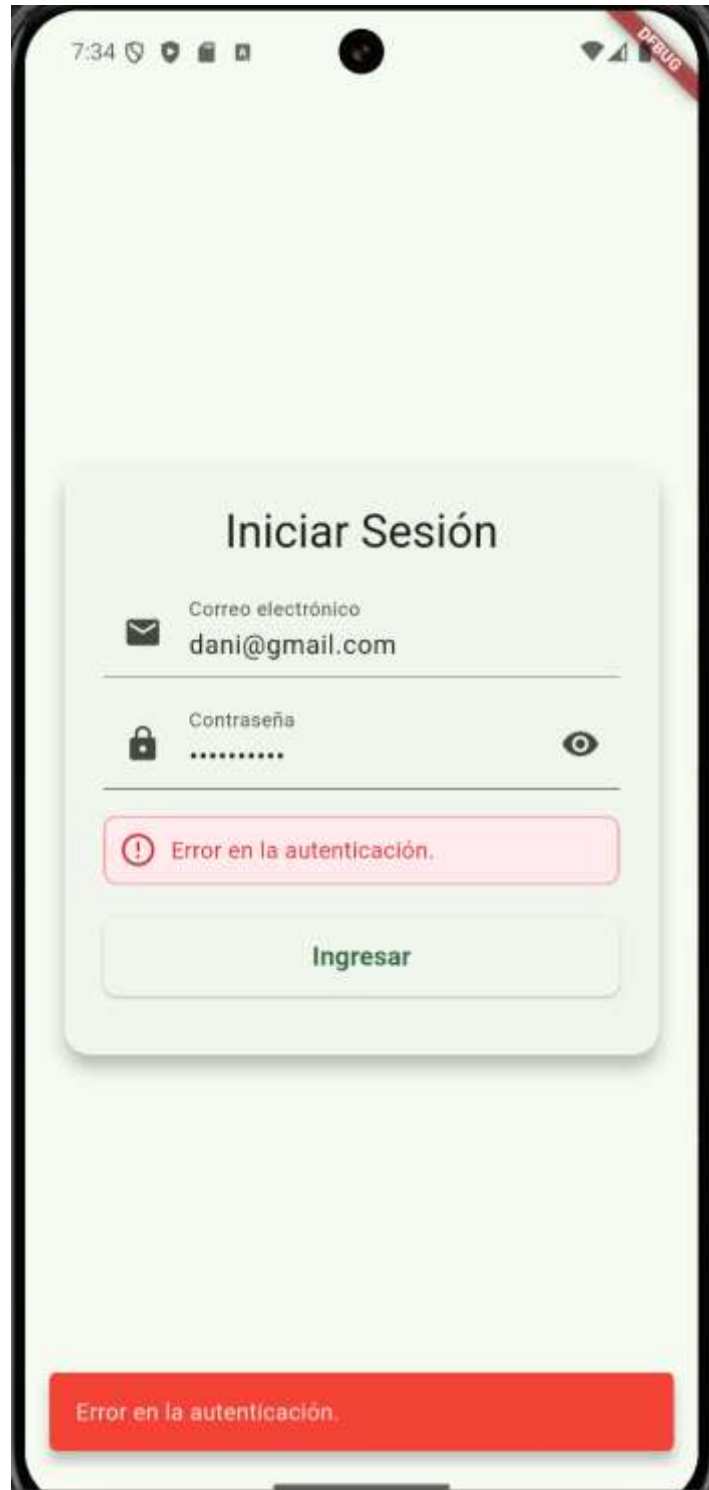 7:34
DEBUG
Iniciar Sesión
Correo electrónico
dani@gmail.com
Contraseña
••••••••••
Error en la autenticación.
Ingresar
Error en la autenticación.